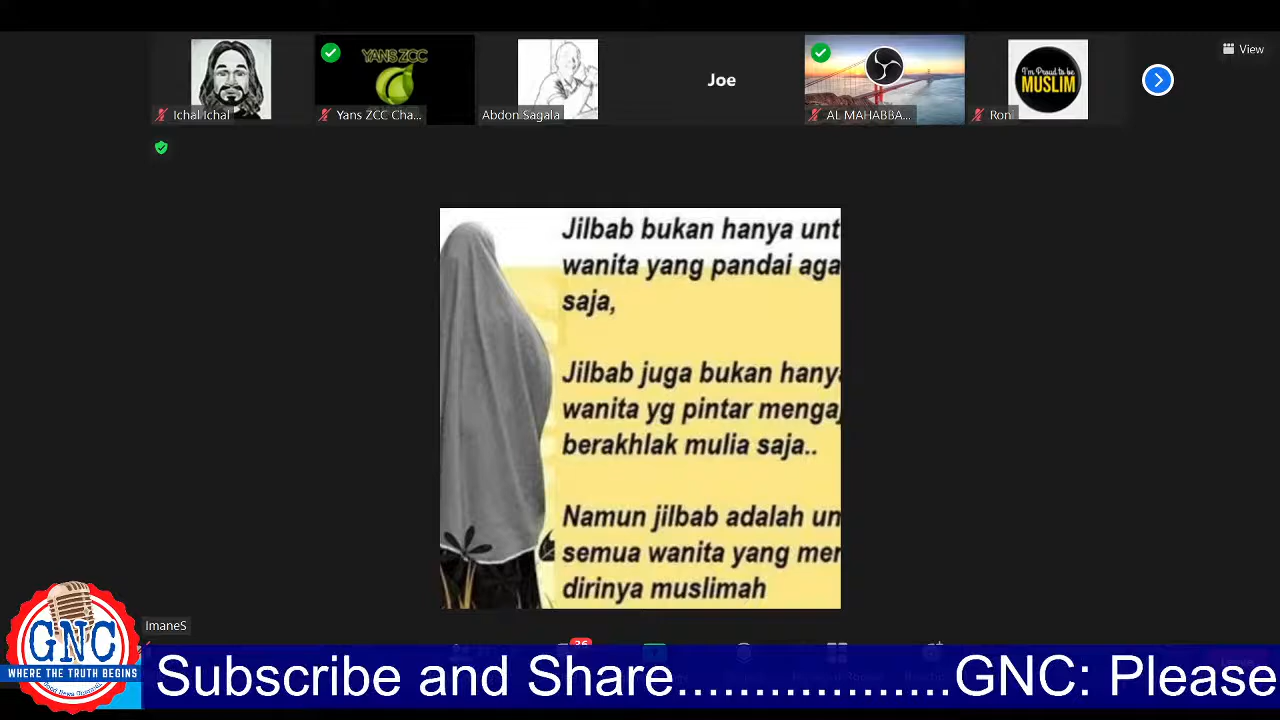 View
YANS ZCC
Joe
I'm Proud to be
MUSLIM
Ichal Ichal
Yans ZCC Cha...
Abdon Sagala
AL MAHABBA...
Roni
Jilbab bukan hanya unt
wanita yang pandai aga
saja,
Jilbab juga bukan hany
wanita yg pintar mengaj
berakhlak mulia saja..
Namun jilbab adalah un
semua wanita yang mer
dirinya muslimah
ImaneS
36
GNC
WHERE THE TRUTH BEGINS
Subscribe and Share.....................GNC: Please